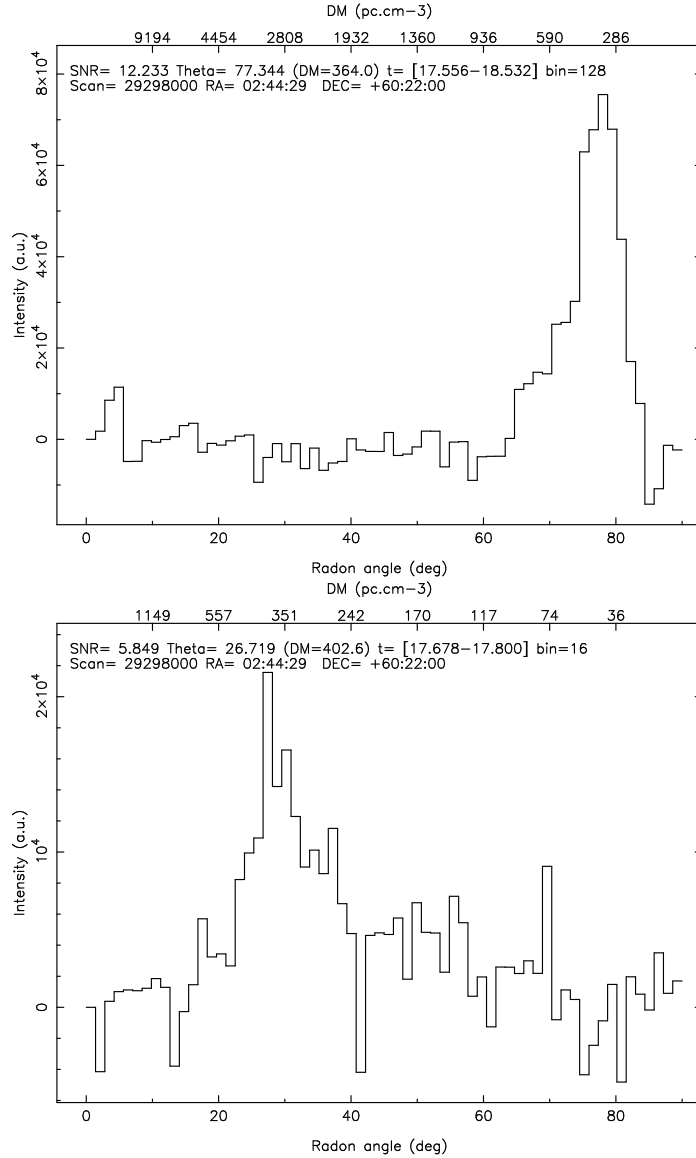 DM (pc.cm−3)
9194 4454 2808 1932 1360 936 590 286
SNR= 12.233 Theta= 77.344 (DM=364.0) t= [17.556−18.532] bin=128
Scan= 29298000 RA= 02:44:29 DEC= +60:22:00
8×10⁴
6×10⁴
4×10⁴
2×10⁴
0
Intensity (a.u.)
0 20 40 60 80
Radon angle (deg)
DM (pc.cm−3)
1149 557 351 242 170 117 74 36
SNR= 5.849 Theta= 26.719 (DM=402.6) t= [17.678−17.800] bin=16
Scan= 29298000 RA= 02:44:29 DEC= +60:22:00
2×10⁴
10⁴
0
Intensity (a.u.)
0 20 40 60 80
Radon angle (deg)